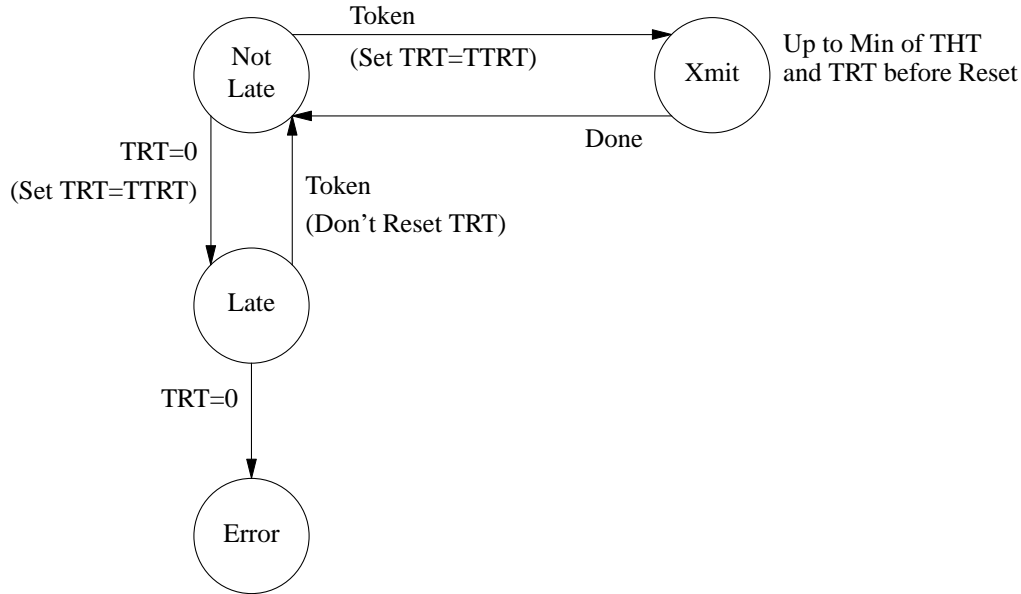 Token
(Set TRT=TTRT)
Not
Late
Xmit
Up to Min of THT
and TRT before Reset
Done
TRT=0
(Set TRT=TTRT)
Token
(Don't Reset TRT)
Late
TRT=0
Error